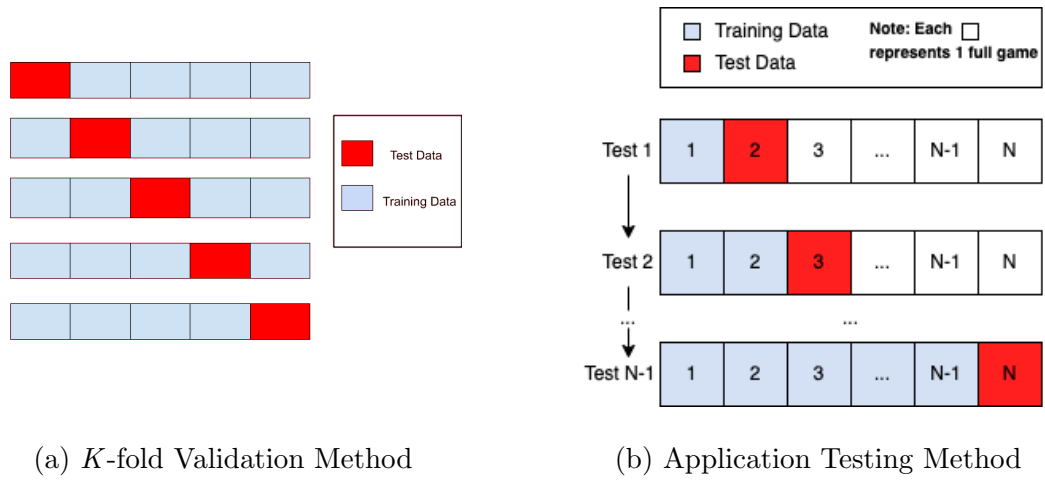 Test Data
Training Data
(a) K-fold Validation Method
Training Data
Test Data
Note: Each
represents 1 full game
Test 1 1 2 3 ... N-1 N
Test 2 1 2 3 ... N-1 N
... ...
Test N-1 1 2 3 ... N-1 N
(b) Application Testing Method